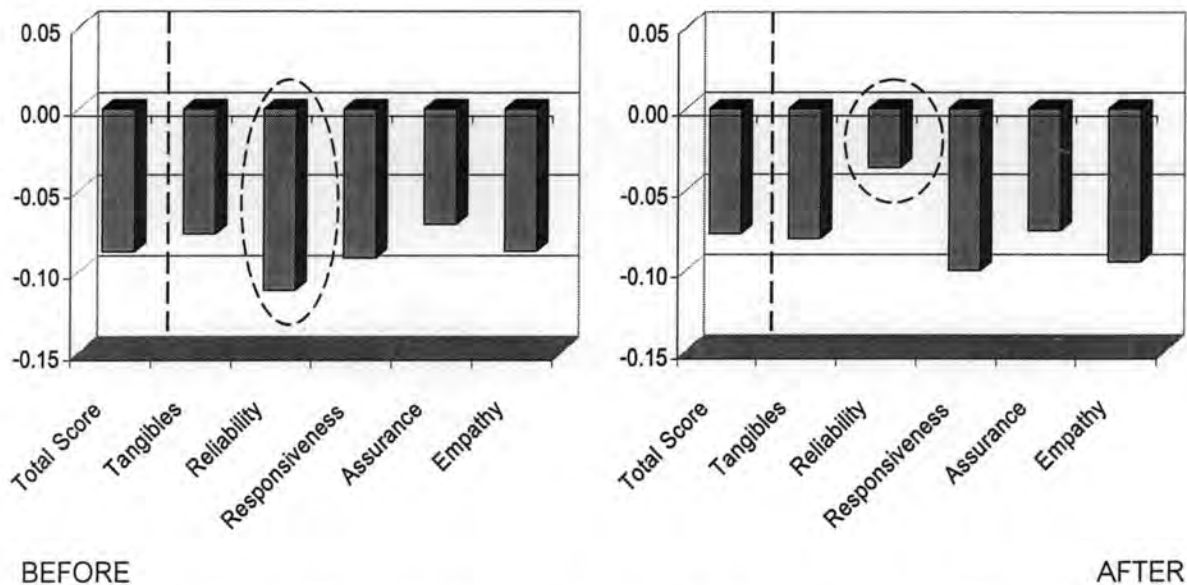 0.05
0.00
-0.05
-0.10
-0.15
Total Score
Tangibles
Reliability
Responsiveness
Assurance
Empathy
BEFORE
0.05
0.00
-0.05
-0.10
-0.15
Total Score
Tangibles
Reliability
Responsiveness
Assurance
Empathy
AFTER